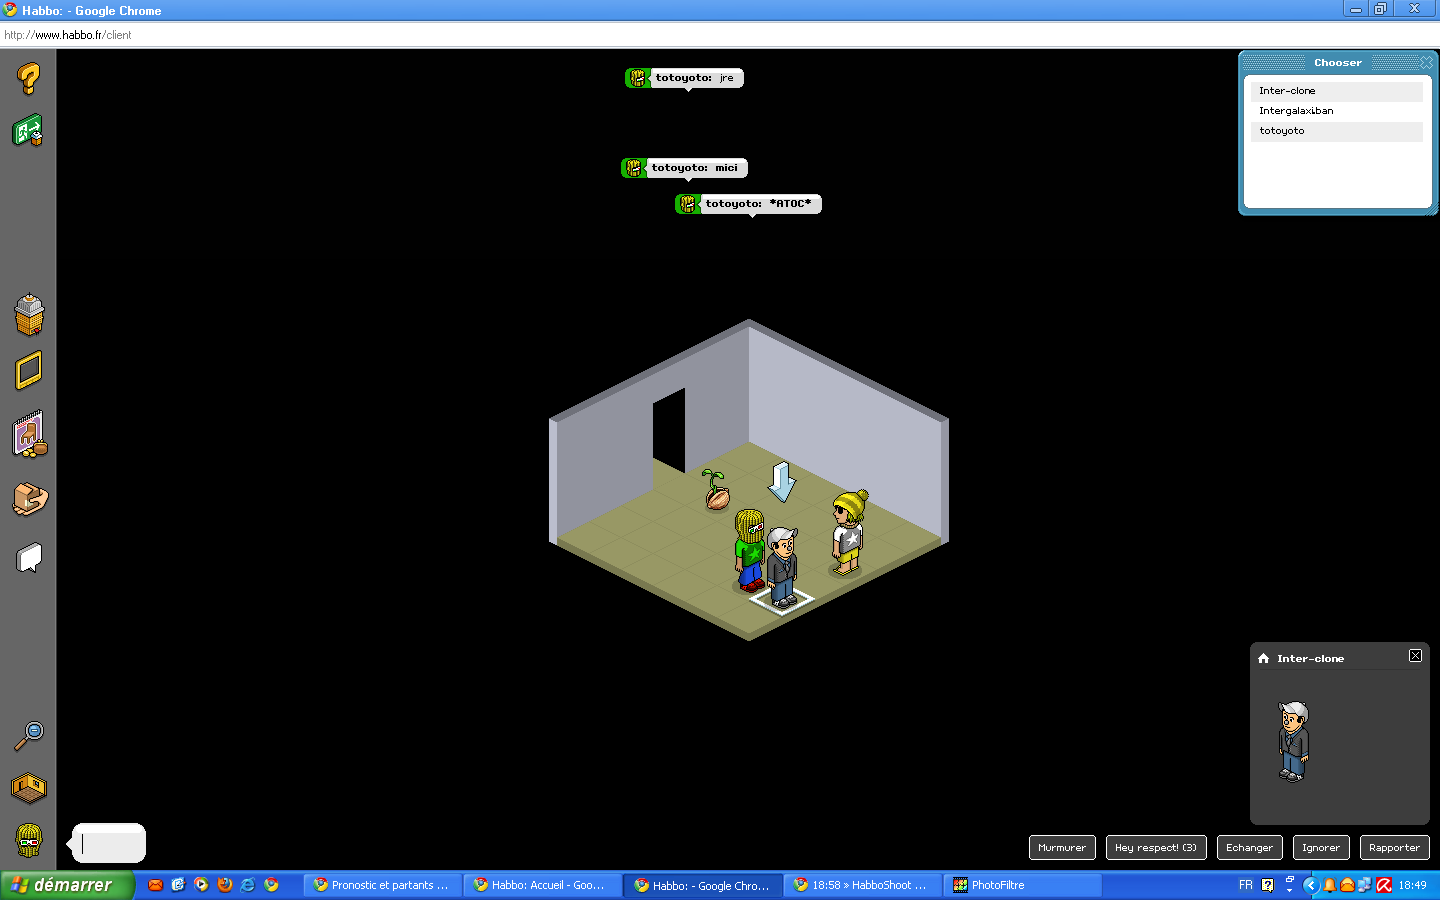 Habbo: - Google Chrome
http://www.habbo.fr/client
totoyoto: jre
totoyoto: mici
totoyoto: *ATOC*
Chooser
Inter-clone
Intergalaxi.ban
totoyoto
Inter-clone
Murmurer
Hey respect! (3)
Echanger
Ignorer
Rapporter
démarrer
Pronostic et partants ...
Habbo: Accueil - Goo...
Habbo: - Google Chro...
18:58 » HabboShoot ...
PhotoFiltre
FR
18:49